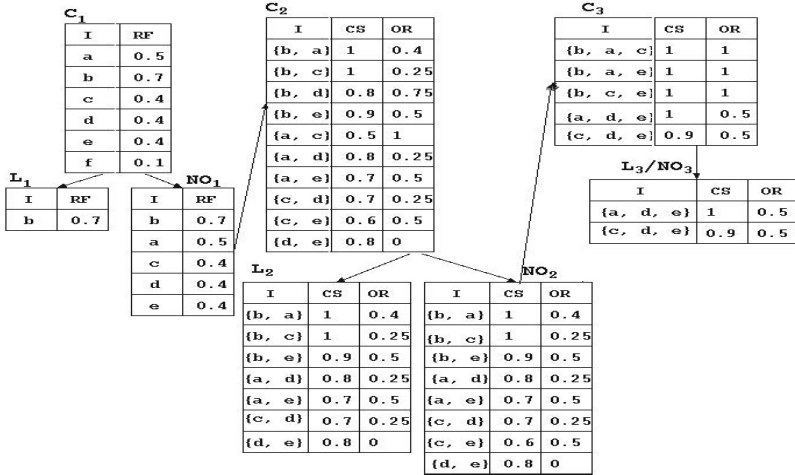 C1
I RF
a 0.5
b 0.7
c 0.4
d 0.4
e 0.4
f 0.1
L1
I RF
b 0.7
NO1
I RF
b 0.7
a 0.5
c 0.4
d 0.4
e 0.4
C2
I CS OR
{b, a} 1 0.4
{b, c} 1 0.25
{b, d} 0.8 0.75
{b, e} 0.9 0.5
{a, c} 0.5 1
{a, d} 0.8 0.25
{a, e} 0.7 0.5
{c, d} 0.7 0.25
{c, e} 0.6 0.5
{d, e} 0.8 0
L2
I CS OR
{b, a} 1 0.4
{b, c} 1 0.25
{b, e} 0.9 0.5
{a, d} 0.8 0.25
{a, e} 0.7 0.5
{c, d} 0.7 0.25
{d, e} 0.8 0
NO2
I CS OR
{b, a} 1 0.4
{b, c} 1 0.25
{b, e} 0.9 0.5
{a, d} 0.8 0.25
{a, e} 0.7 0.5
{c, d} 0.7 0.25
{c, e} 0.6 0.5
{d, e} 0.8 0
C3
I CS OR
{b, a, c} 1 1
{b, a, e} 1 1
{b, c, e} 1 1
{a, d, e} 1 0.5
{c, d, e} 0.9 0.5
L3/NO3
I CS OR
{a, d, e} 1 0.5
{c, d, e} 0.9 0.5